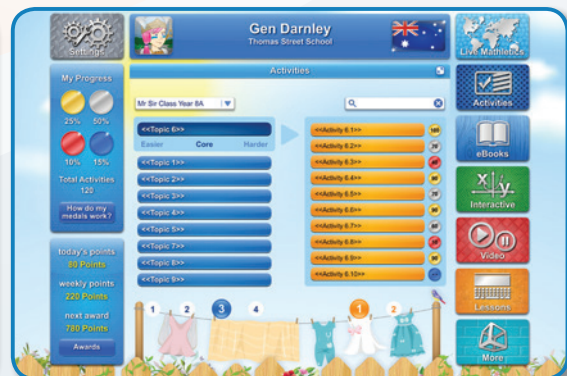 Settings
Gen Darnley
Thomas Street School
Live Mathletics
My Progress
25% 50%
10% 15%
Total Activities
120
How do my
medals work?
today's points
80 Points
weekly points
220 Points
next award
780 Points
Awards
Activities
Mr Sir Class Year 8A
<<Topic 6>>
Easier Core Harder
<<Topic 1>>
<<Topic 2>>
<<Topic 3>>
<<Topic 4>>
<<Topic 5>>
<<Topic 7>>
<<Topic 8>>
<<Topic 9>>
<<Activity 6.1>> 100
<<Activity 6.2>>
<<Activity 6.3>>
<<Activity 6.4>>
<<Activity 6.5>>
<<Activity 6.6>>
<<Activity 6.7>>
<<Activity 6.8>>
<<Activity 6.9>>
<<Activity 6.10>>
1 2 3 4 1 2
Activities
eBooks
x y
Interactive
Video
Lessons
More